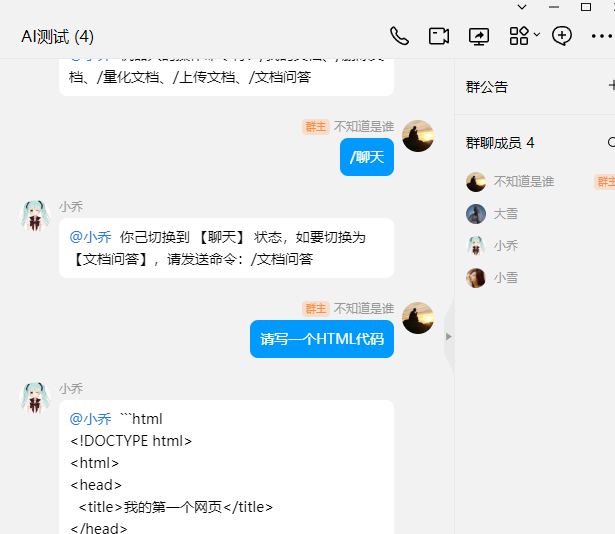 AI测试 (4)
档、/量化文档、/上传文档、/文档问答
群主 不知道是谁
/聊天
小乔
@小乔 你己切换到 【聊天】 状态，如要切换为
【文档问答】，请发送命令：/文档问答
群主 不知道是谁
请写一个HTML代码
小乔
@小乔 ```html
<!DOCTYPE html>
<html>
<head>
<title>我的第一个网页</title>
</head>
群公告
群聊成员 4
不知道是谁 群主
大雪
小乔
小雪